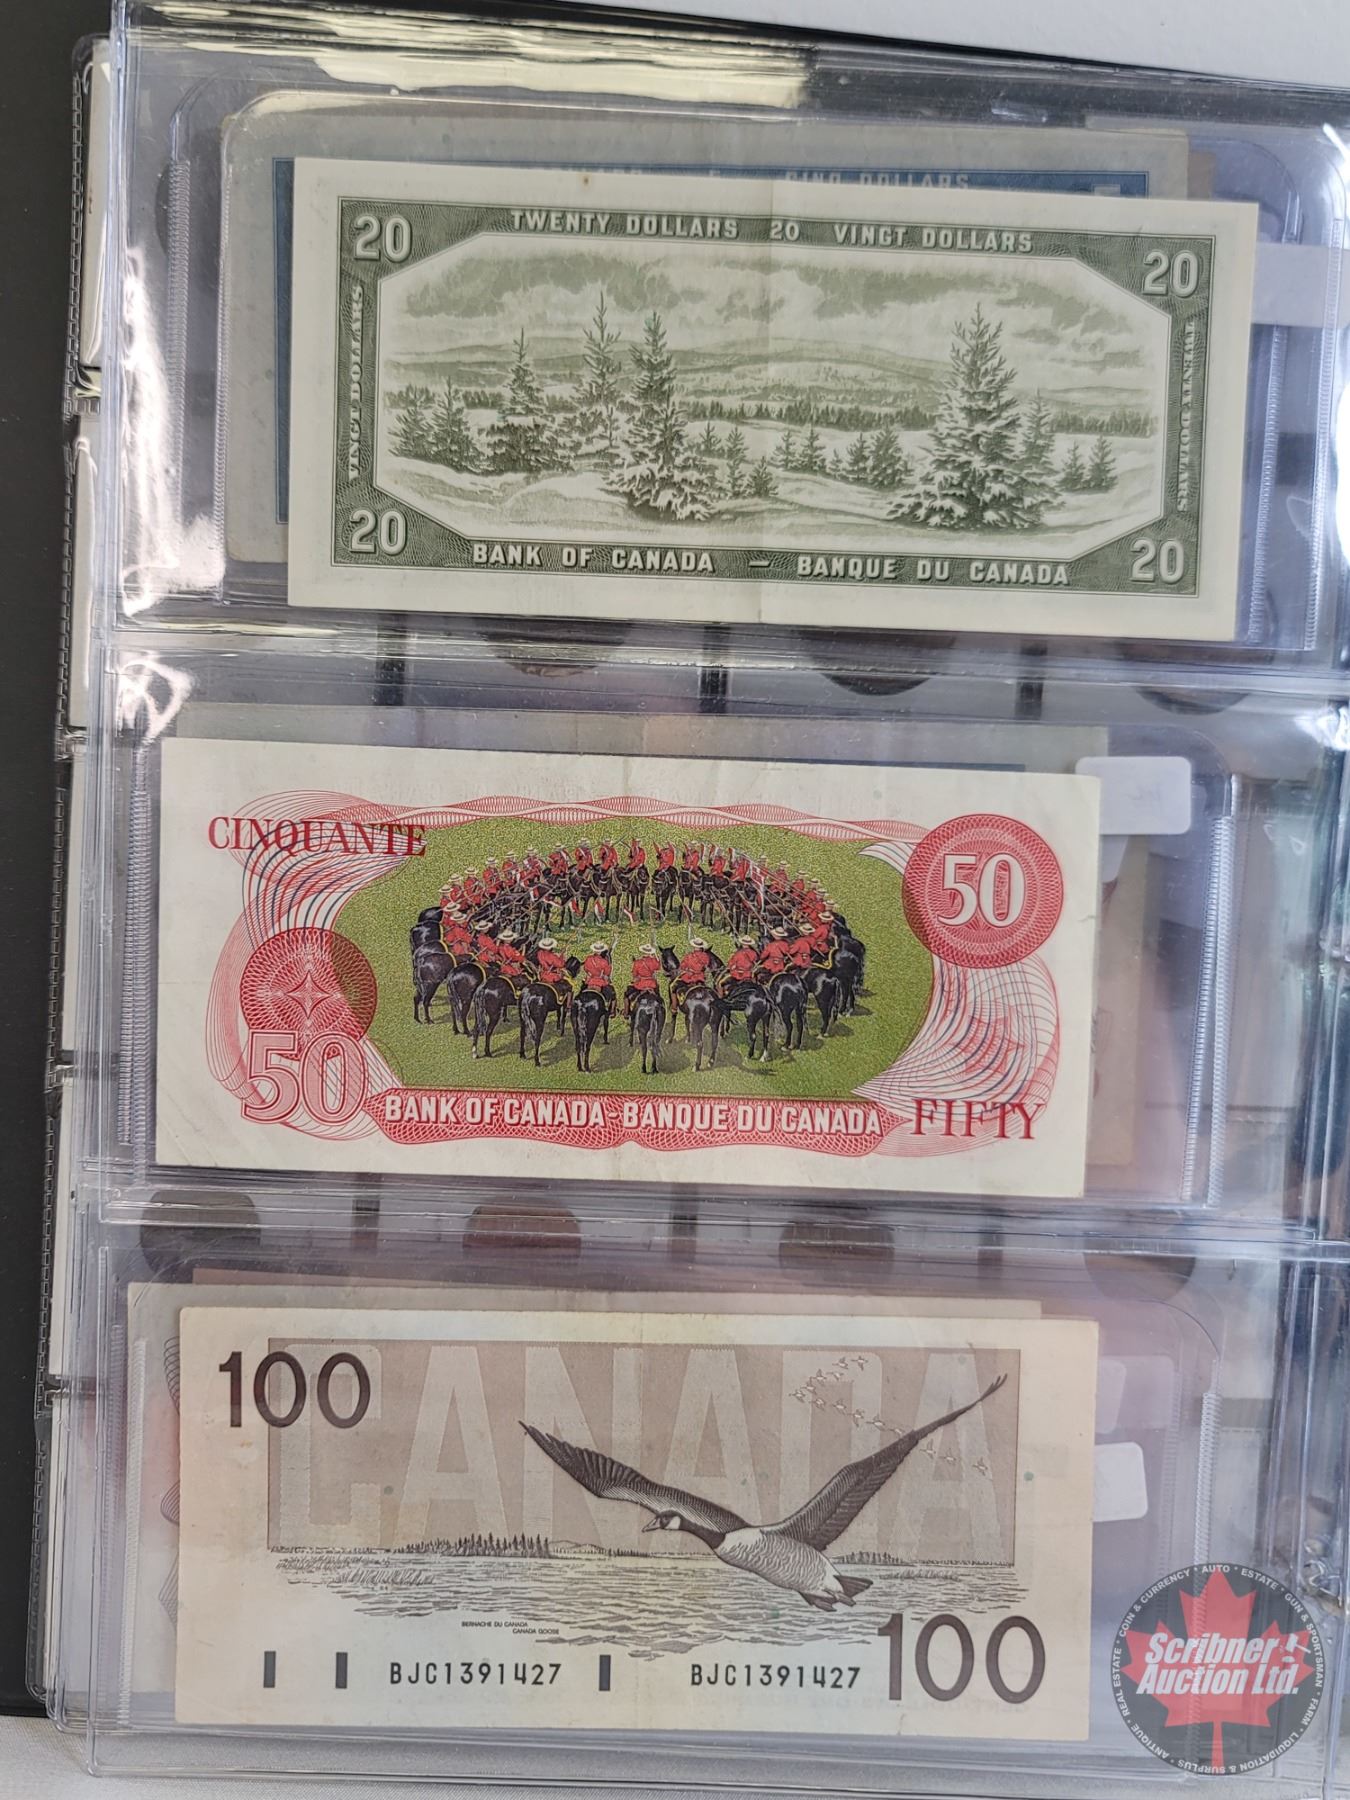 CINQ DOLLARS
20
TWENTY DOLLARS 20 VINGT DOLLARS
20
VINGT DOLLARS
TWENTY DOLLARS
20
BANK OF CANADA — BANQUE DU CANADA
20
CINQUANTE
50
50
BANK OF CANADA-BANQUE DU CANADA
FIFTY
100
CANADA
BERNACHE DU CANADA
CANADA GOOSE
BJC1391427
BJC1391427
100
Scribner
Auction Ltd.
ANTIQUE • REAL ESTATE • COIN & CURRENCY • AUTO • ESTATE • GUN & SPORTSMAN • FARM • LIQUIDATION & SURPLUS •